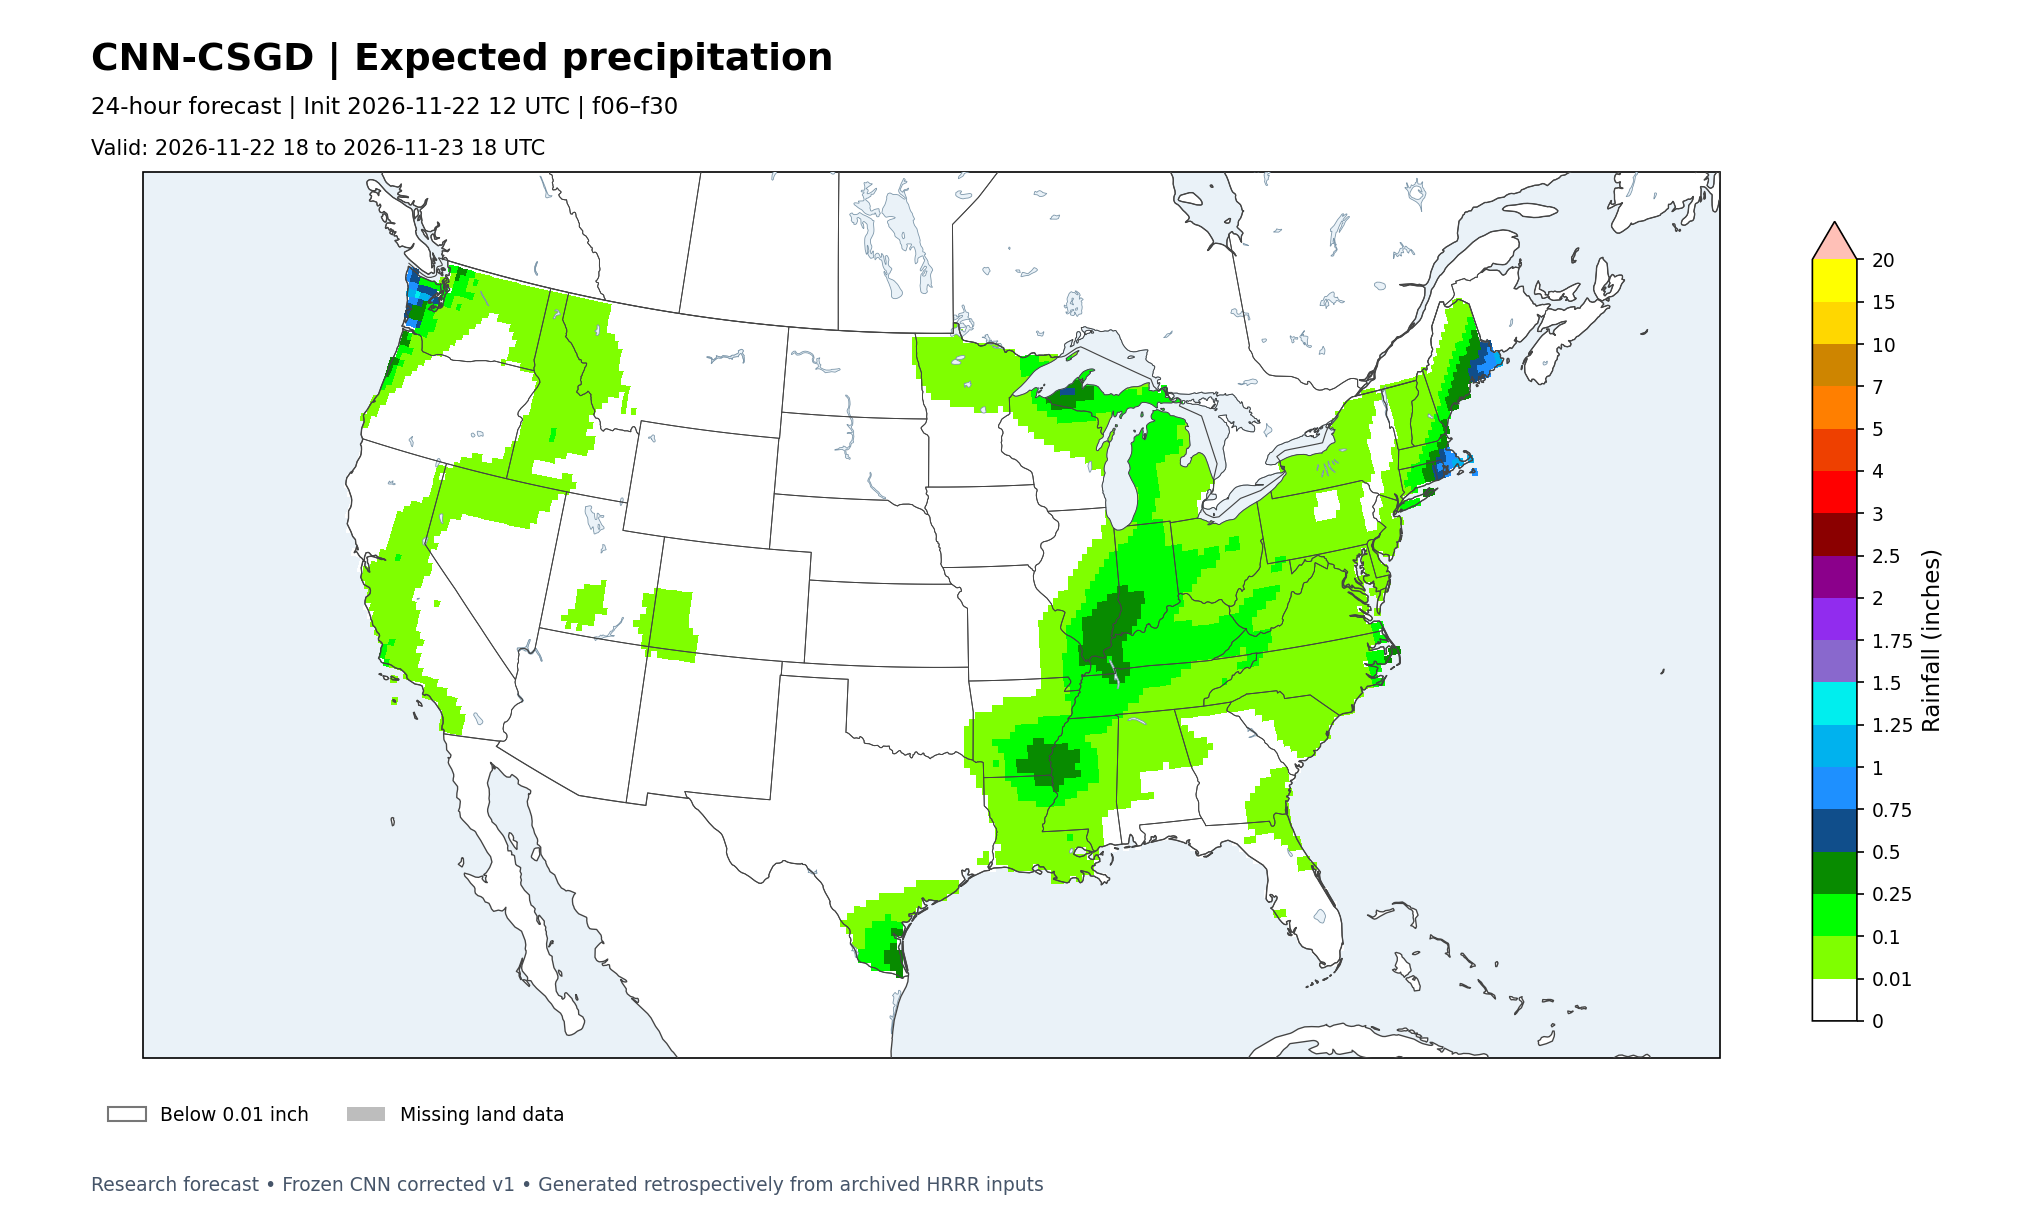 CNN-CSGD | Expected precipitation
24-hour forecast | Init 2026-11-22 12 UTC | f06–f30
Valid: 2026-11-22 18 to 2026-11-23 18 UTC
20
15
10
7
5
4
3
2.5
2
1.75
1.5
1.25
1
0.75
0.5
0.25
0.1
0.01
0
Rainfall (inches)
Below 0.01 inch
Missing land data
Research forecast • Frozen CNN corrected v1 • Generated retrospectively from archived HRRR inputs